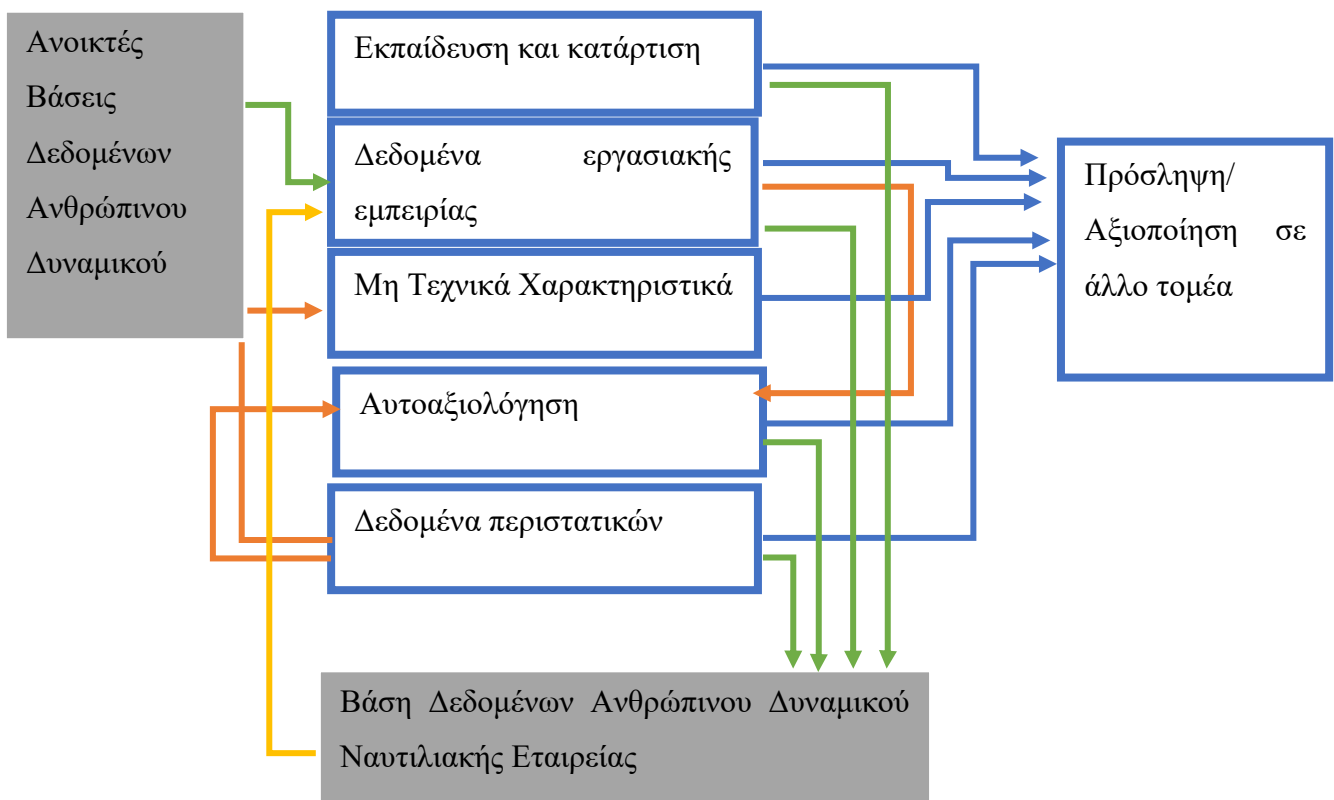 Ανοικτές
Βάσεις
Δεδομένων
Ανθρώπινου
Δυναμικού
Εκπαίδευση και κατάρτιση
Δεδομένα εργασιακής
εμπειρίας
Μη Τεχνικά Χαρακτηριστικά
Αυτοαξιολόγηση
Δεδομένα περιστατικών
Πρόσληψη/
Αξιοποίηση σε
άλλο τομέα
Βάση Δεδομένων Ανθρώπινου Δυναμικού
Ναυτιλιακής Εταιρείας